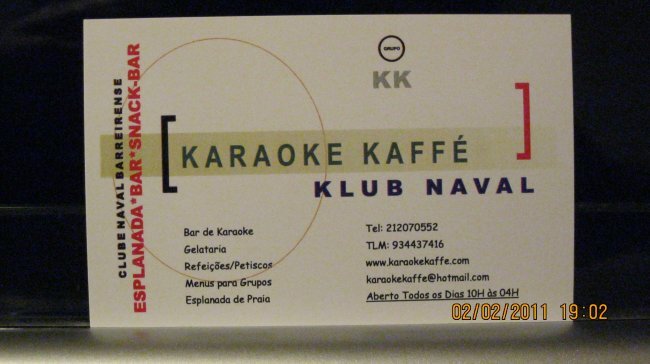 GRUPO
KK
CLUBE NAVAL BARREIRENSE
ESPLANADA*BAR*SNACK-BAR
[KARAOKE KAFFÉ]
KLUB NAVAL
Bar de Karaoke
Gelataria
Refeições/Petiscos
Menus para Grupos
Esplanada de Praia
Tel: 212070552
TLM: 934437416
www.karaokekaffe.com
karaokekaffe@hotmail.com
Aberto Todos os Dias 10H às 04H
02/02/2011 19:02